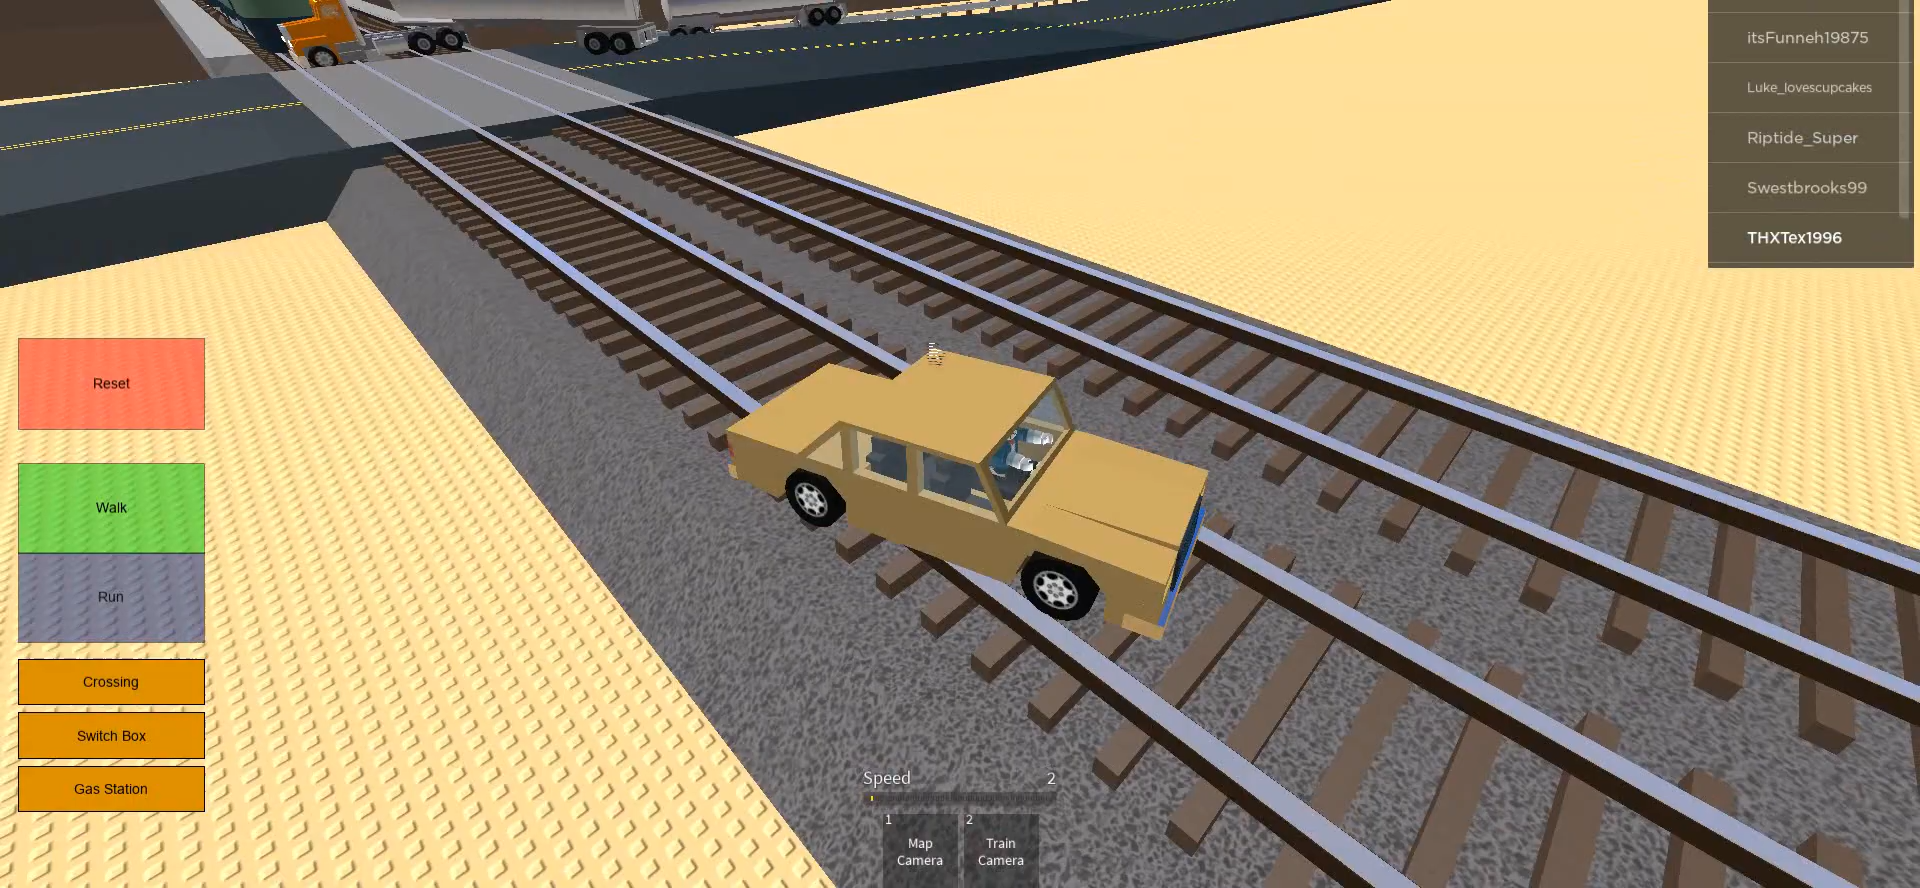 itsFunneh19875
Luke_lovescupcakes
Riptide_Super
Swestbrooks99
THXTex1996
Reset
Walk
Run
Crossing
Switch Box
Gas Station
Speed 2
1 2
Map Train
Camera Camera